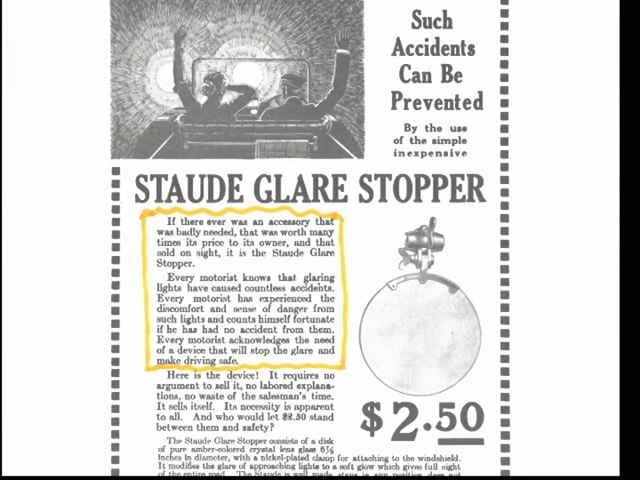 Such
Accidents
Can Be
Prevented
By the use
of the simple
inexpensive
STAUDE GLARE STOPPER
If there ever was an accessory that
was badly needed, that was worth many
times its price to its owner, and that
sold on sight, it is the Staude Glare
Stopper.
Every motorist knows that glaring
lights have caused countless accidents.
Every motorist has experienced the
discomfort and sense of danger from
such lights and counts himself fortunate
if he has had no accident from them.
Every motorist acknowledges the need
of a device that will stop the glare and
make driving safe.
Here is the device! It requires no
argument to sell it, no labored explana-
tions, no waste of the salesman's time.
It sells itself. Its necessity is apparent
to all. And who would let $2.50 stand
between them and safety?
$2.50
The Staude Glare Stopper consists of a disk
of pure amber-colored crystal lens glass 6¼
inches in diameter, with a nickel-plated clamp for attaching to the windshield.
It modifies the glare of approaching lights to a soft glow which gives full sight
of the entire road. The Staude is well made, stays in any position, does not